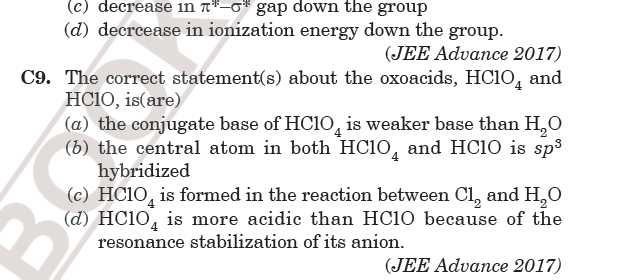 (c) decrease in π*–σ* gap down the group
(d) decrcease in ionization energy down the group.
(JEE Advance 2017)
C9. The correct statement(s) about the oxoacids, HClO₄ and
HClO, is(are)
(a) the conjugate base of HClO₄ is weaker base than H₂O
(b) the central atom in both HClO₄ and HClO is sp³
hybridized
(c) HClO₄ is formed in the reaction between Cl₂ and H₂O
(d) HClO₄ is more acidic than HClO because of the
resonance stabilization of its anion.
(JEE Advance 2017)
BOOK
B